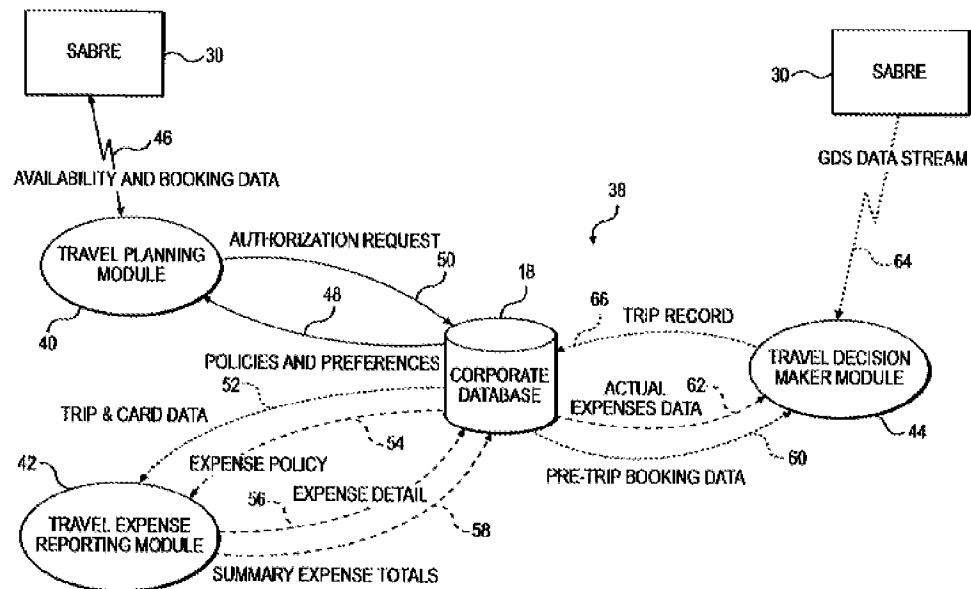 SABRE
30
30
SABRE
46
AVAILABILITY AND BOOKING DATA
GDS DATA STREAM
38
TRAVEL PLANNING
MODULE
AUTHORIZATION REQUEST
50
18
64
40
48
66
TRIP RECORD
POLICIES AND PREFERENCES
CORPORATE
DATABASE
TRAVEL DECISION
MAKER MODULE
52
TRIP & CARD DATA
ACTUAL
EXPENSES DATA
62
44
54
42
EXPENSE POLICY
60
PRE-TRIP BOOKING DATA
56
EXPENSE DETAIL
58
TRAVEL EXPENSE
REPORTING MODULE
SUMMARY EXPENSE TOTALS